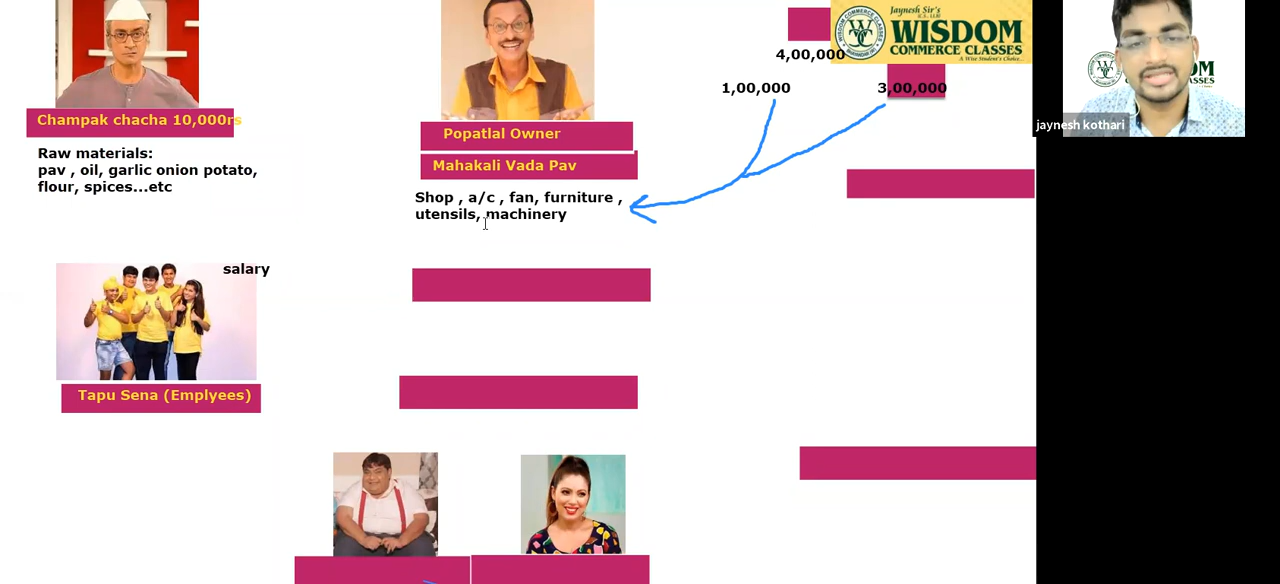 Jaynesh Sir's
WISDOM
COMMERCE CLASSES
A Wise Student's Choice...
4,00,000
1,00,000
3,00,000
jaynesh kothari
Champak chacha 10,000rs
Raw materials:
pav , oil, garlic onion potato,
flour, spices...etc
Popatlal Owner
Mahakali Vada Pav
Shop , a/c , fan, furniture ,
utensils, machinery
salary
Tapu Sena (Emplyees)